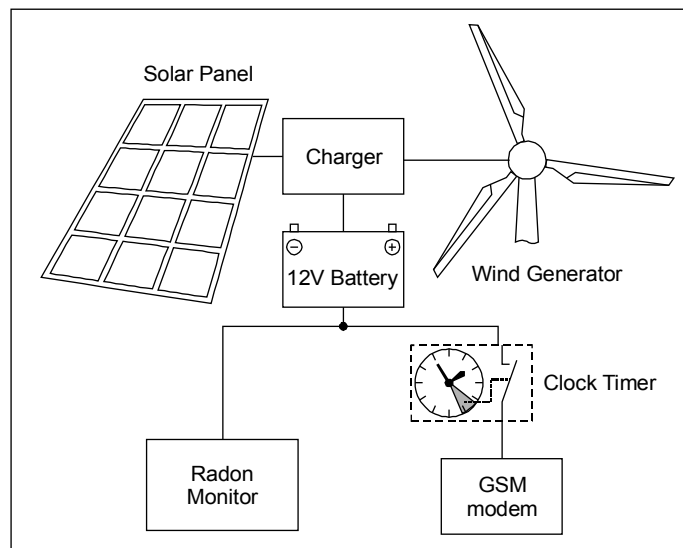 Solar Panel
Charger
Wind Generator
12V Battery
Clock Timer
Radon
Monitor
GSM
modem